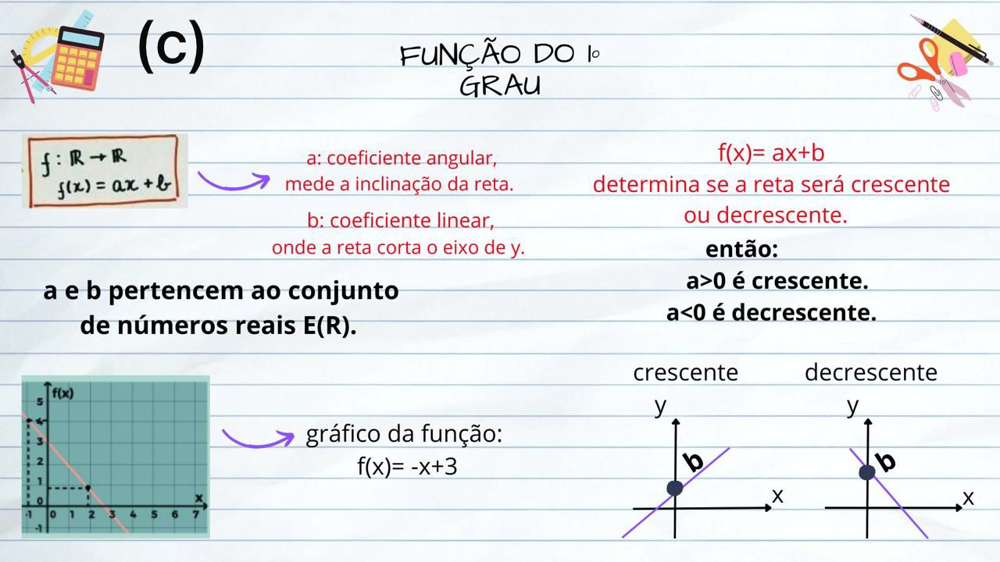 (c)
FUNÇÃO DO 1º
GRAU
f: ℝ → ℝ
f(x) = ax + b
a: coeficiente angular,
mede a inclinação da reta.
b: coeficiente linear,
onde a reta corta o eixo de y.
f(x)= ax+b
determina se a reta será crescente
ou decrescente.
então:
a>0 é crescente.
a<0 é decrescente.
a e b pertencem ao conjunto
de números reais E(R).
f(x)
5
4
3
2
1
0
x
-1 0 1 2 3 4 5 6 7
-1
gráfico da função:
f(x)= -x+3
crescente
y
b
x
decrescente
y
b
x